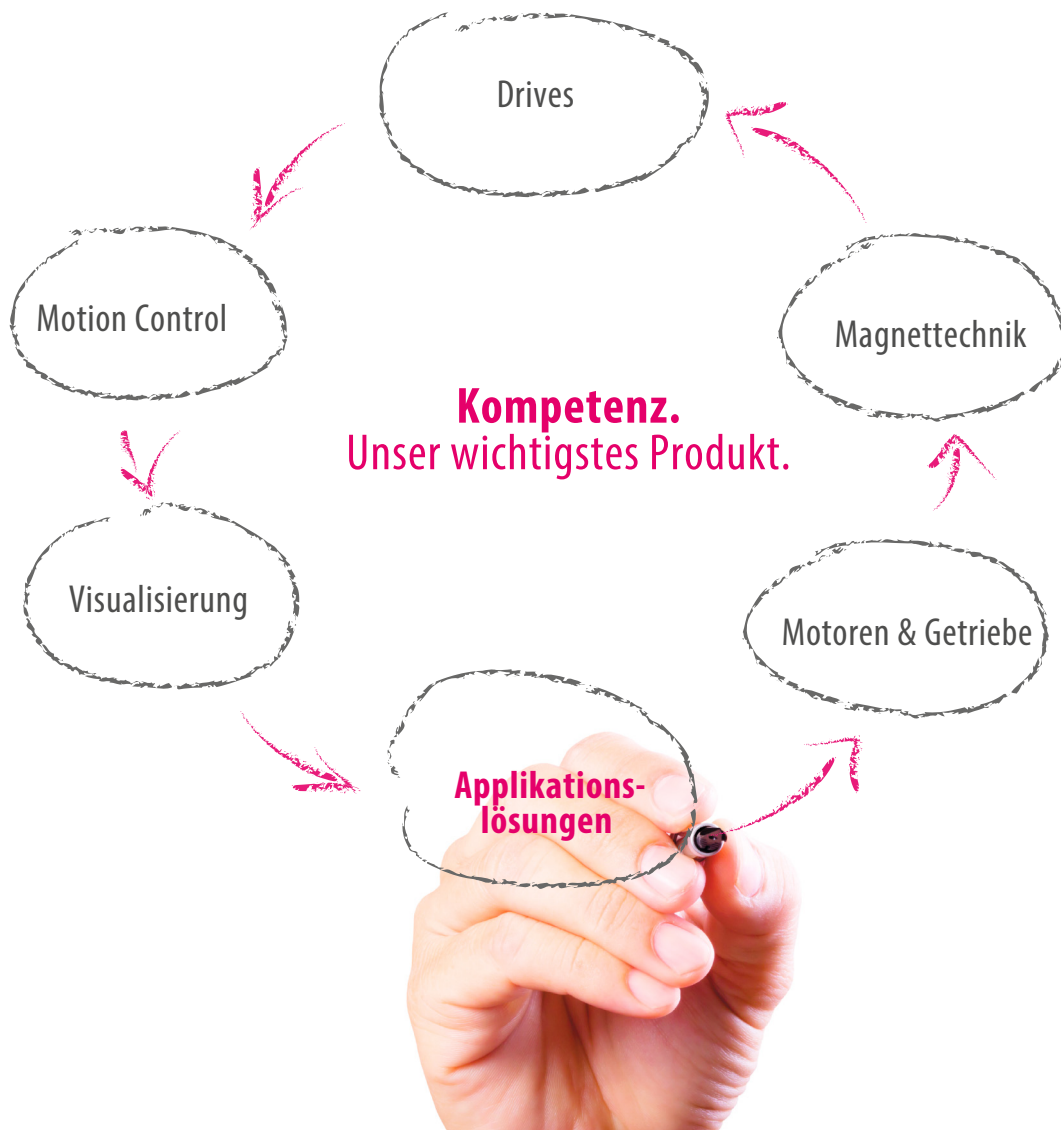 Drives
Motion Control
Magnettechnik
Kompetenz.
Unser wichtigstes Produkt.
Visualisierung
Motoren & Getriebe
Applikations-
lösungen